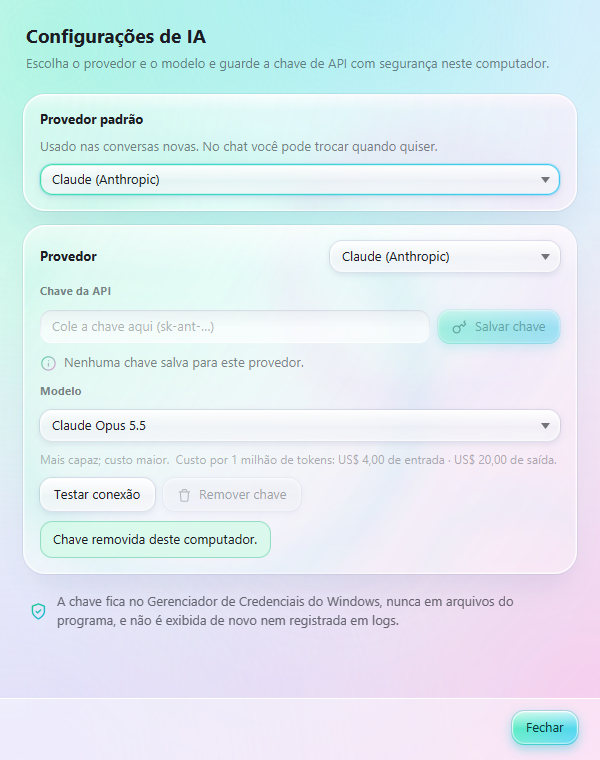 Configurações de IA
Escolha o provedor e o modelo e guarde a chave de API com segurança neste computador.
Provedor padrão
Usado nas conversas novas. No chat você pode trocar quando quiser.
Claude (Anthropic)
Provedor
Claude (Anthropic)
Chave da API
Cole a chave aqui (sk-ant-...)
Salvar chave
Nenhuma chave salva para este provedor.
Modelo
Claude Opus 5.5
Mais capaz; custo maior.  Custo por 1 milhão de tokens: US$ 4,00 de entrada · US$ 20,00 de saída.
Testar conexão
Remover chave
Chave removida deste computador.
A chave fica no Gerenciador de Credenciais do Windows, nunca em arquivos do
programa, e não é exibida de novo nem registrada em logs.
Fechar